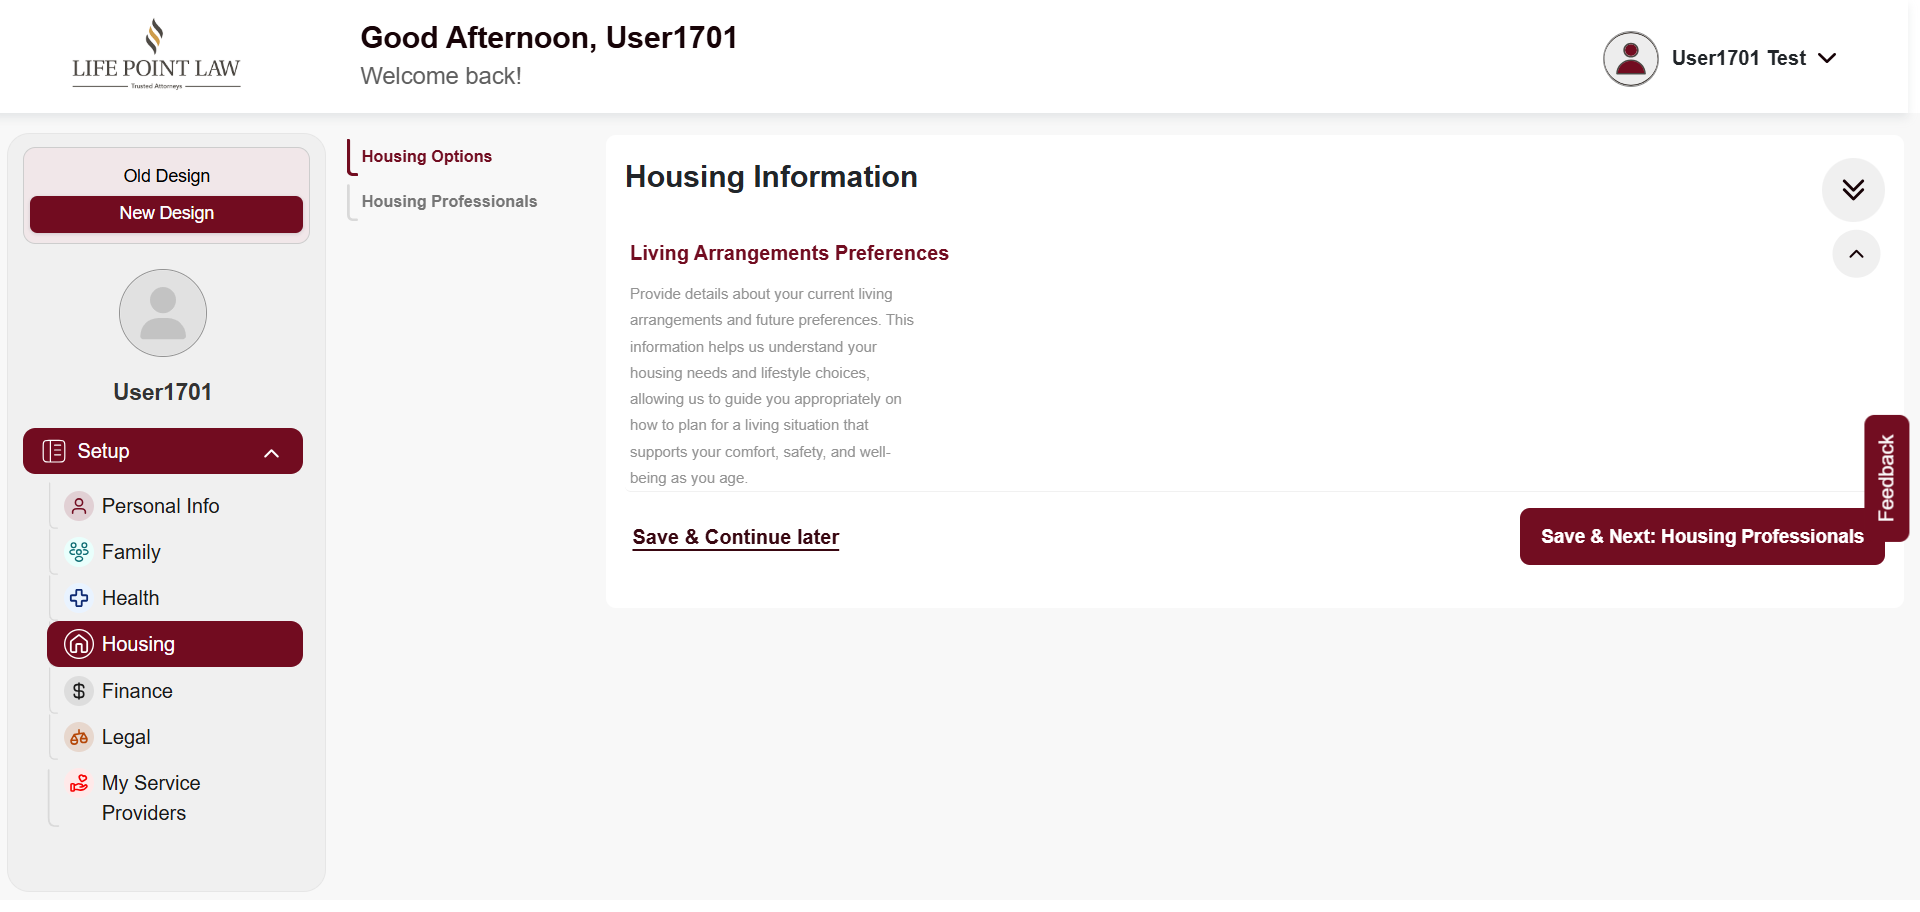 LIFE POINT LAW
Trusted Attorneys
Good Afternoon, User1701
Welcome back!
User1701 Test
Old Design
New Design
User1701
Setup
Personal Info
Family
Health
Housing
Finance
Legal
My Service
Providers
Housing Options
Housing Professionals
Housing Information
Living Arrangements Preferences
Provide details about your current living
arrangements and future preferences. This
information helps us understand your
housing needs and lifestyle choices,
allowing us to guide you appropriately on
how to plan for a living situation that
supports your comfort, safety, and well-
being as you age.
Save & Continue later
Save & Next: Housing Professionals
Feedback